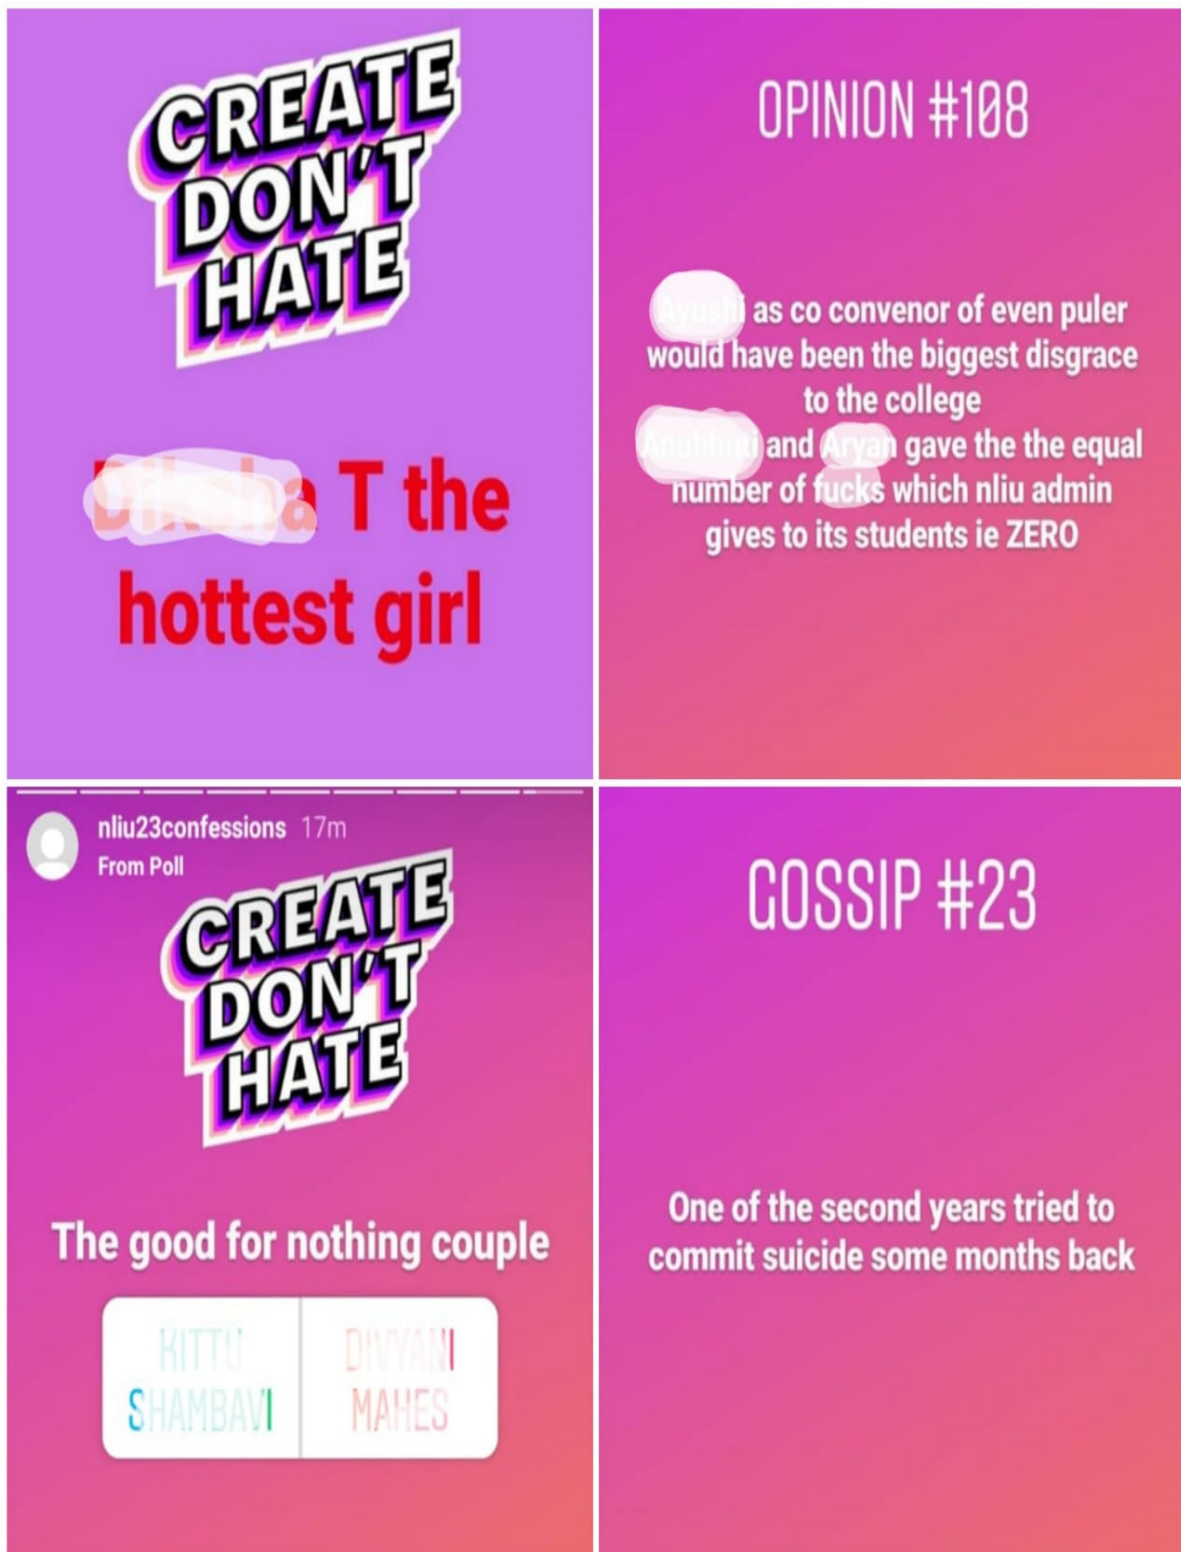 CREATE
DON'T
HATE
T the
hottest girl
OPINION #108
as co convenor of even puler
would have been the biggest disgrace
to the college
and gave the the equal
number of fucks which nliu admin
gives to its students ie ZERO
nliu23confessions 17m
From Poll
CREATE
DON'T
HATE
The good for nothing couple
GOSSIP #23
One of the second years tried to
commit suicide some months back